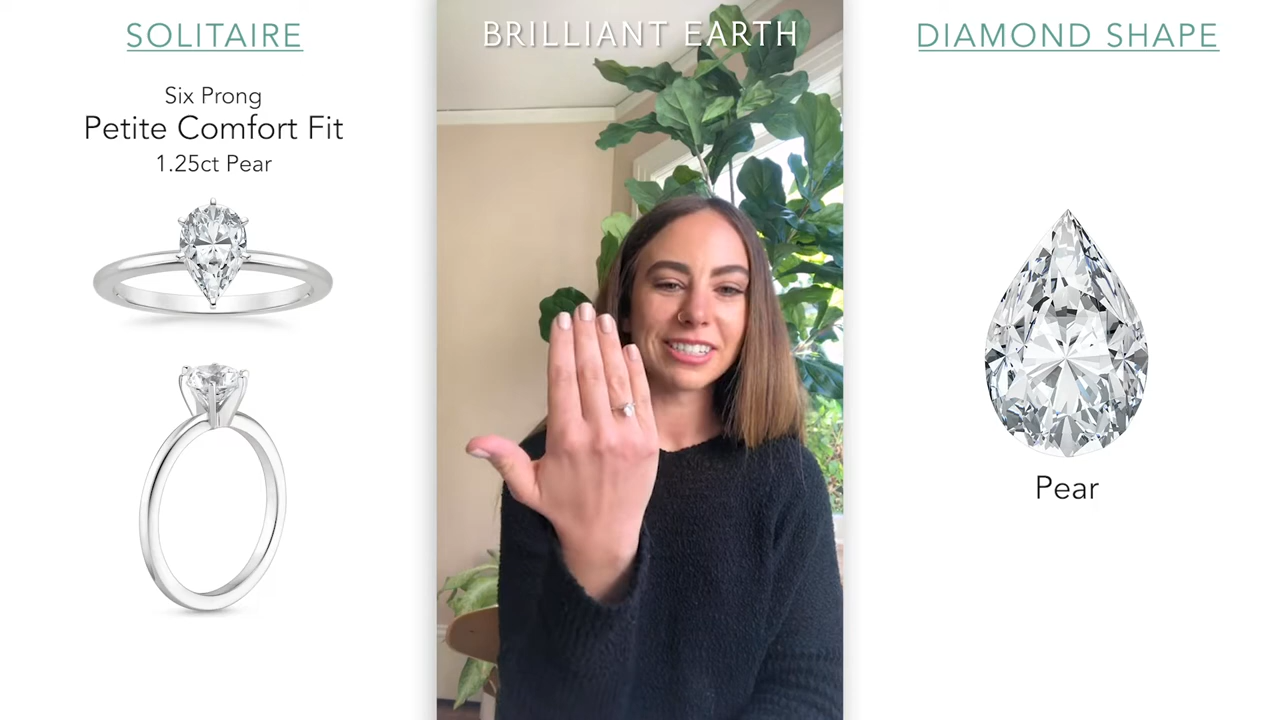 SOLITAIRE
Six Prong
Petite Comfort Fit
1.25ct Pear
BRILLIANT EARTH
DIAMOND SHAPE
Pear